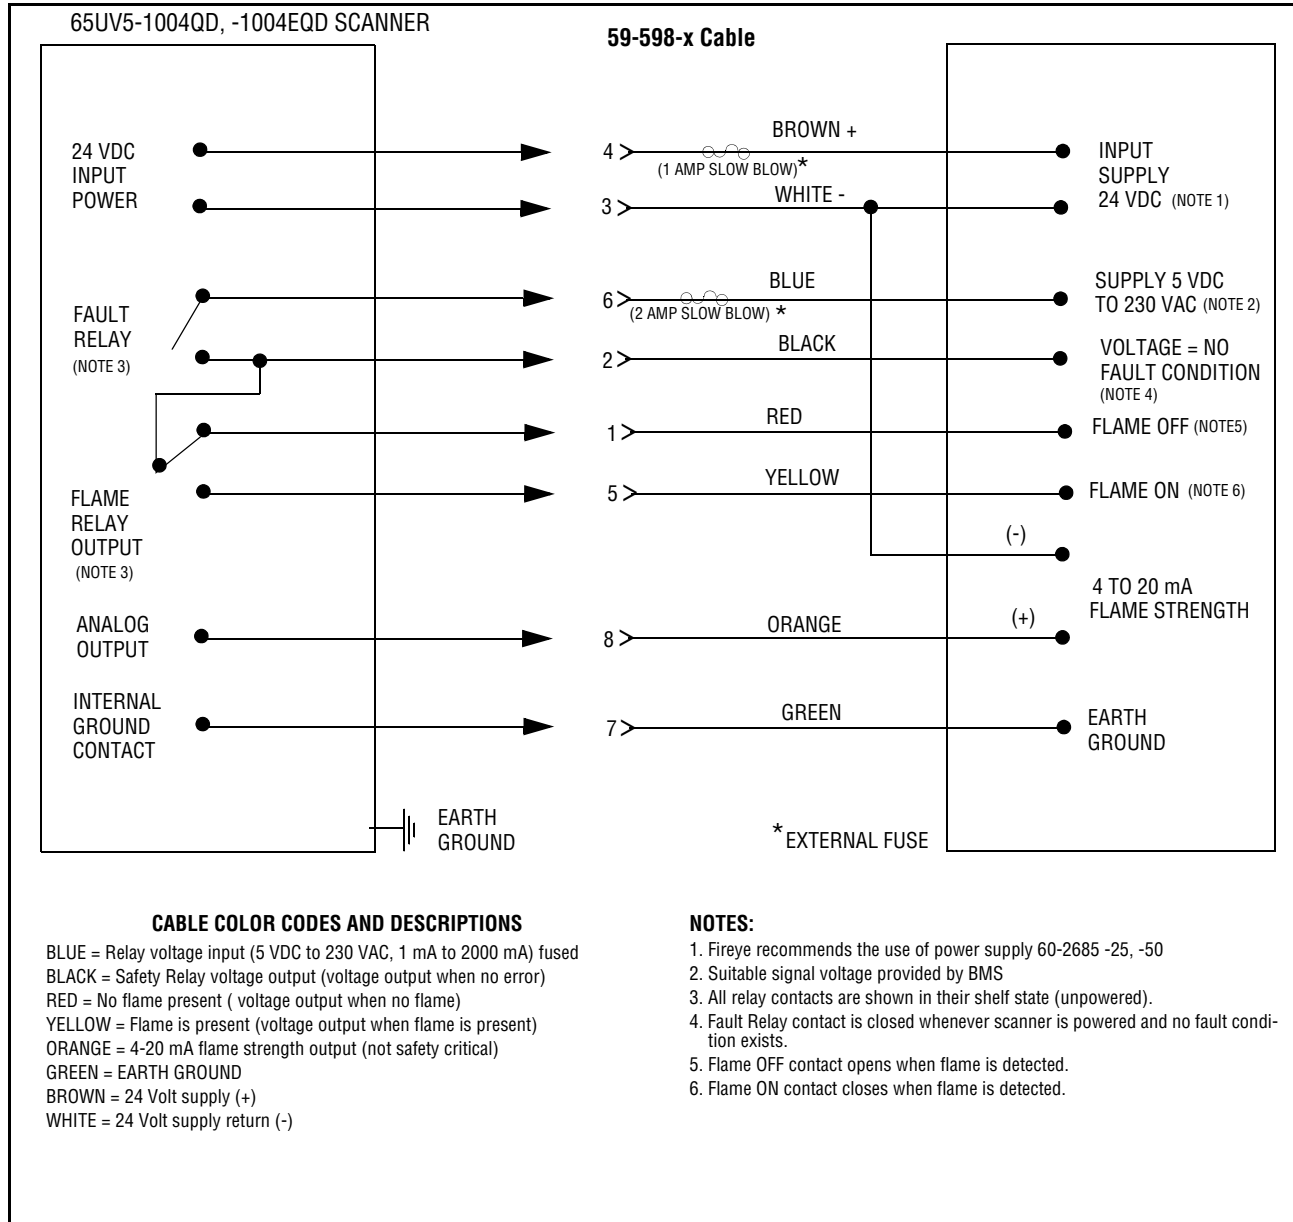 65UV5-1004QD, -1004EQD SCANNER
59-598-x Cable
24 VDC
INPUT
POWER
4
BROWN +
(1 AMP SLOW BLOW)*
INPUT
SUPPLY
24 VDC (NOTE 1)
3
WHITE -
FAULT
RELAY
(NOTE 3)
6
BLUE
(2 AMP SLOW BLOW) *
SUPPLY 5 VDC
TO 230 VAC (NOTE 2)
2
BLACK
VOLTAGE = NO
FAULT CONDITION
(NOTE 4)
1
RED
FLAME OFF (NOTE5)
FLAME
RELAY
OUTPUT
(NOTE 3)
5
YELLOW
FLAME ON (NOTE 6)
(-)
4 TO 20 mA
FLAME STRENGTH
(+)
ANALOG
OUTPUT
8
ORANGE
INTERNAL
GROUND
CONTACT
7
GREEN
EARTH
GROUND
EARTH
GROUND
*EXTERNAL FUSE
CABLE COLOR CODES AND DESCRIPTIONS
BLUE = Relay voltage input (5 VDC to 230 VAC, 1 mA to 2000 mA) fused
BLACK = Safety Relay voltage output (voltage output when no error)
RED = No flame present ( voltage output when no flame)
YELLOW = Flame is present (voltage output when flame is present)
ORANGE = 4-20 mA flame strength output (not safety critical)
GREEN = EARTH GROUND
BROWN = 24 Volt supply (+)
WHITE = 24 Volt supply return (-)
NOTES:
1. Fireye recommends the use of power supply 60-2685 -25, -50
2. Suitable signal voltage provided by BMS
3. All relay contacts are shown in their shelf state (unpowered).
4. Fault Relay contact is closed whenever scanner is powered and no fault condi-
tion exists.
5. Flame OFF contact opens when flame is detected.
6. Flame ON contact closes when flame is detected.